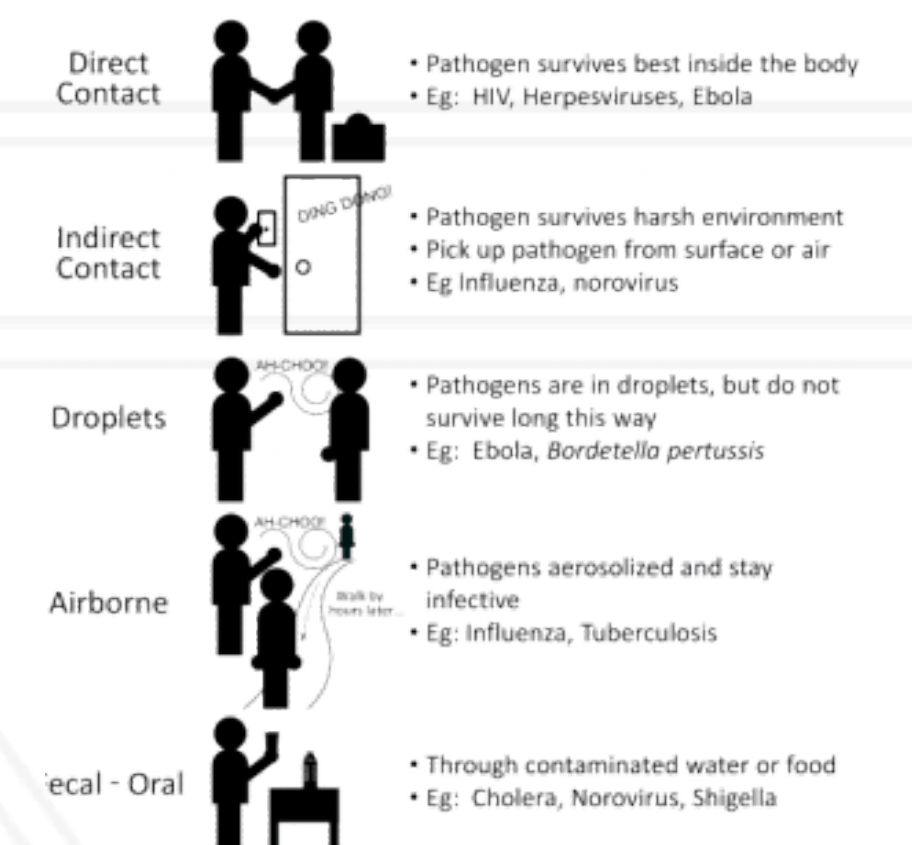 Direct
Contact
• Pathogen survives best inside the body
• Eg: HIV, Herpesviruses, Ebola
Indirect
Contact
DING DONG!
• Pathogen survives harsh environment
• Pick up pathogen from surface or air
• Eg Influenza, norovirus
Droplets
AH-CHOO!
• Pathogens are in droplets, but do not
survive long this way
• Eg: Ebola, Bordetella pertussis
Airborne
AH-CHOO!
Walk by
hours later...
• Pathogens aerosolized and stay
infective
• Eg: Influenza, Tuberculosis
ecal - Oral
• Through contaminated water or food
• Eg: Cholera, Norovirus, Shigella